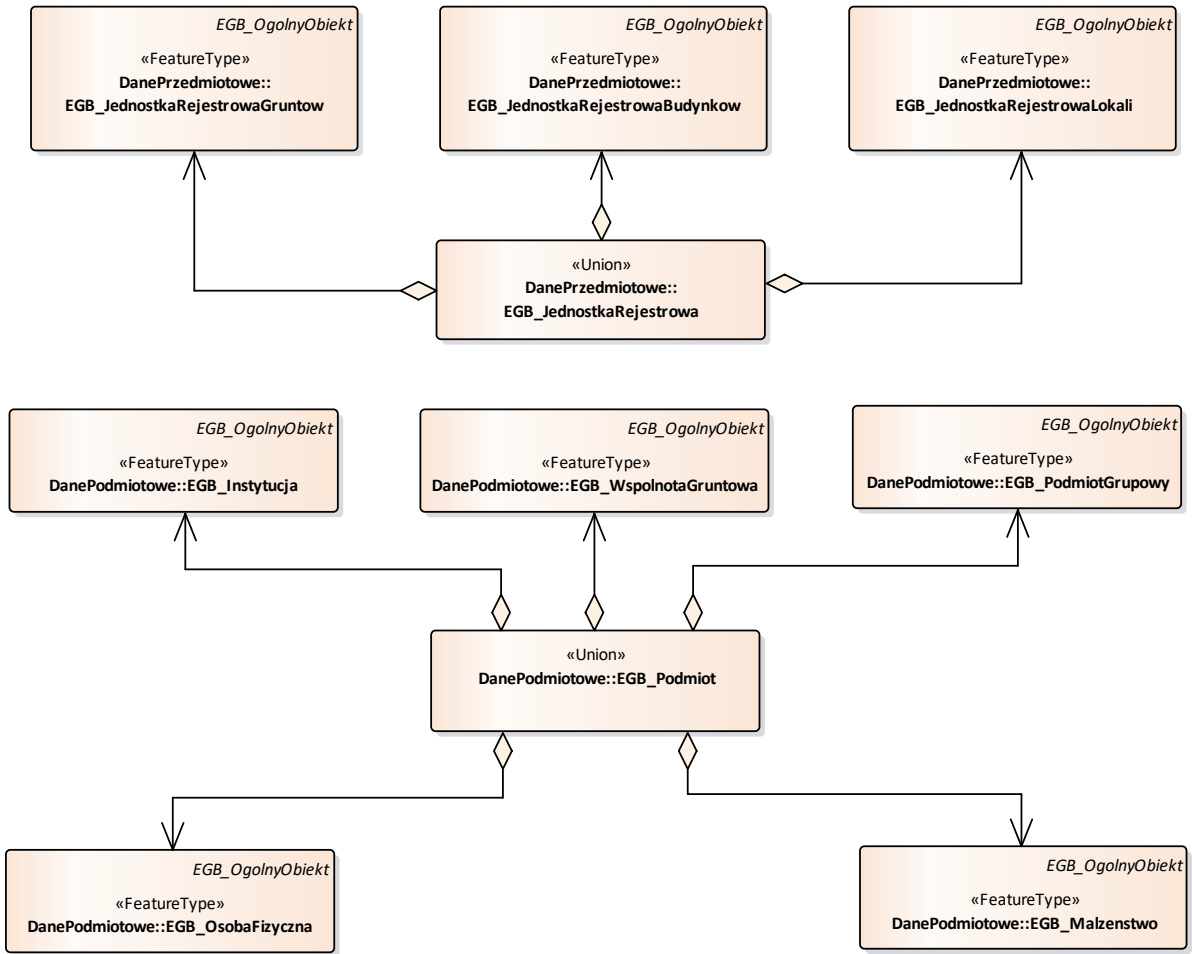 EGB_OgolnyObiekt
«FeatureType»
DanePrzedmiotowe::
EGB_JednostkaRejestrowaGruntow
EGB_OgolnyObiekt
«FeatureType»
DanePrzedmiotowe::
EGB_JednostkaRejestrowaBudynkow
EGB_OgolnyObiekt
«FeatureType»
DanePrzedmiotowe::
EGB_JednostkaRejestrowaLokali
«Union»
DanePrzedmiotowe::
EGB_JednostkaRejestrowa
EGB_OgolnyObiekt
«FeatureType»
DanePodmiotowe::EGB_Instytucja
EGB_OgolnyObiekt
«FeatureType»
DanePodmiotowe::EGB_WspolnotaGruntowa
EGB_OgolnyObiekt
«FeatureType»
DanePodmiotowe::EGB_PodmiotGrupowy
«Union»
DanePodmiotowe::EGB_Podmiot
EGB_OgolnyObiekt
«FeatureType»
DanePodmiotowe::EGB_OsobaFizyczna
EGB_OgolnyObiekt
«FeatureType»
DanePodmiotowe::EGB_Malzenstwo